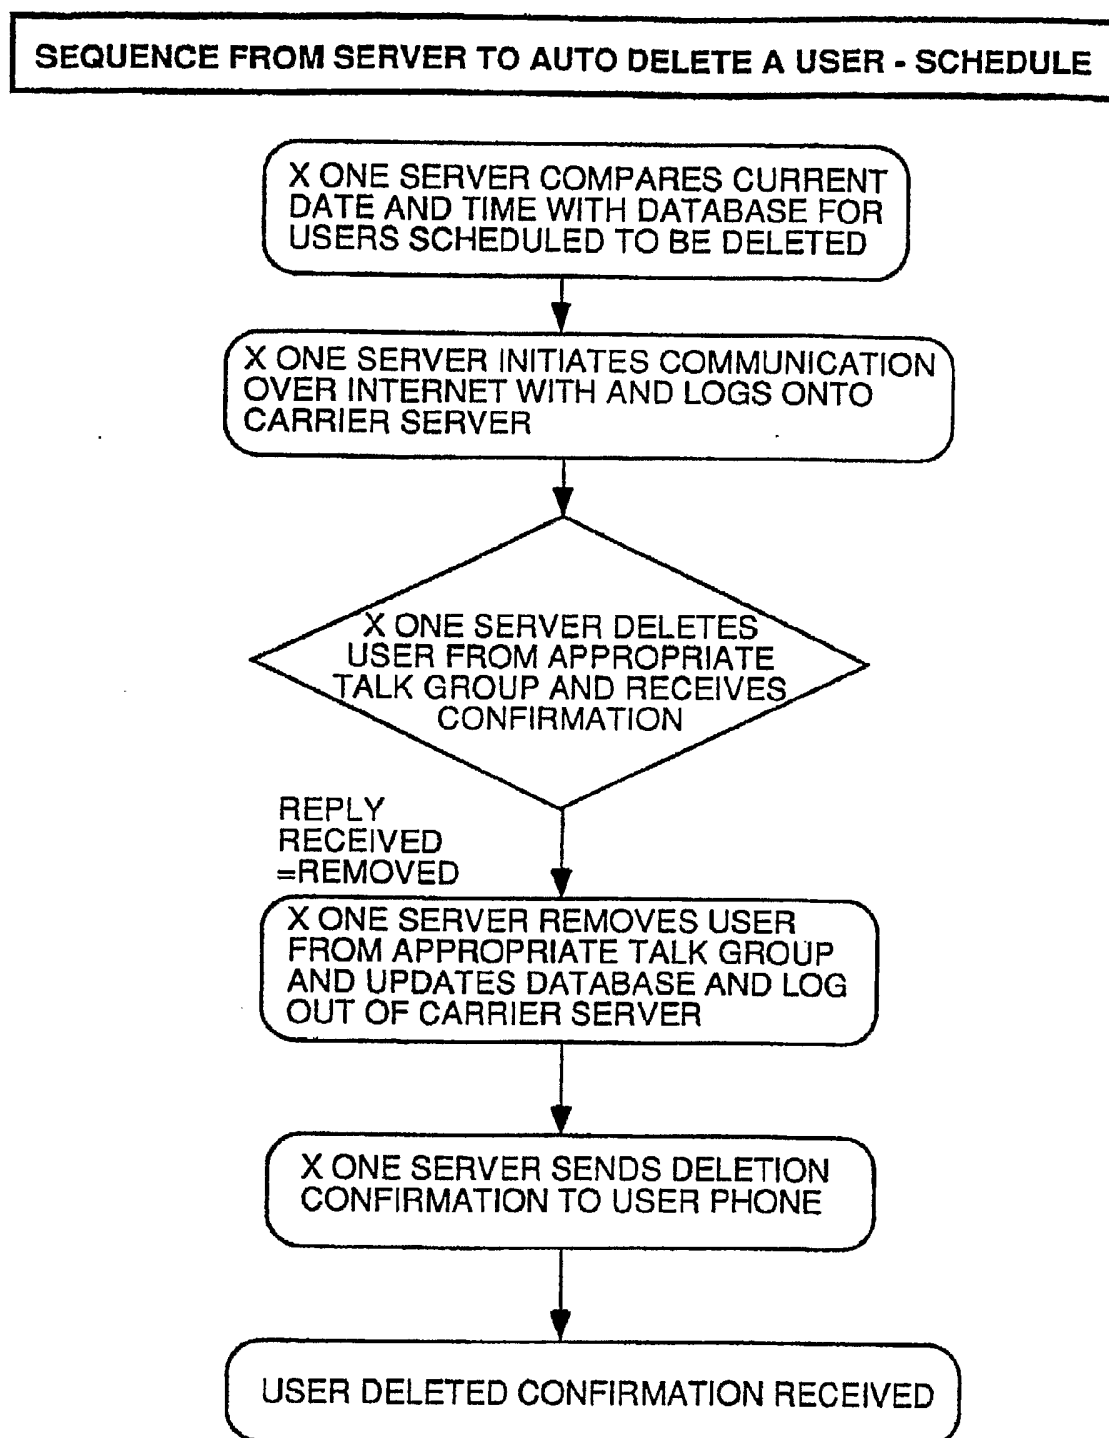 SEQUENCE FROM SERVER TO AUTO DELETE A USER - SCHEDULE
X ONE SERVER COMPARES CURRENT
DATE AND TIME WITH DATABASE FOR
USERS SCHEDULED TO BE DELETED
X ONE SERVER INITIATES COMMUNICATION
OVER INTERNET WITH AND LOGS ONTO
CARRIER SERVER
X ONE SERVER DELETES
USER FROM APPROPRIATE
TALK GROUP AND RECEIVES
CONFIRMATION
REPLY
RECEIVED
=REMOVED
X ONE SERVER REMOVES USER
FROM APPROPRIATE TALK GROUP
AND UPDATES DATABASE AND LOG
OUT OF CARRIER SERVER
X ONE SERVER SENDS DELETION
CONFIRMATION TO USER PHONE
USER DELETED CONFIRMATION RECEIVED